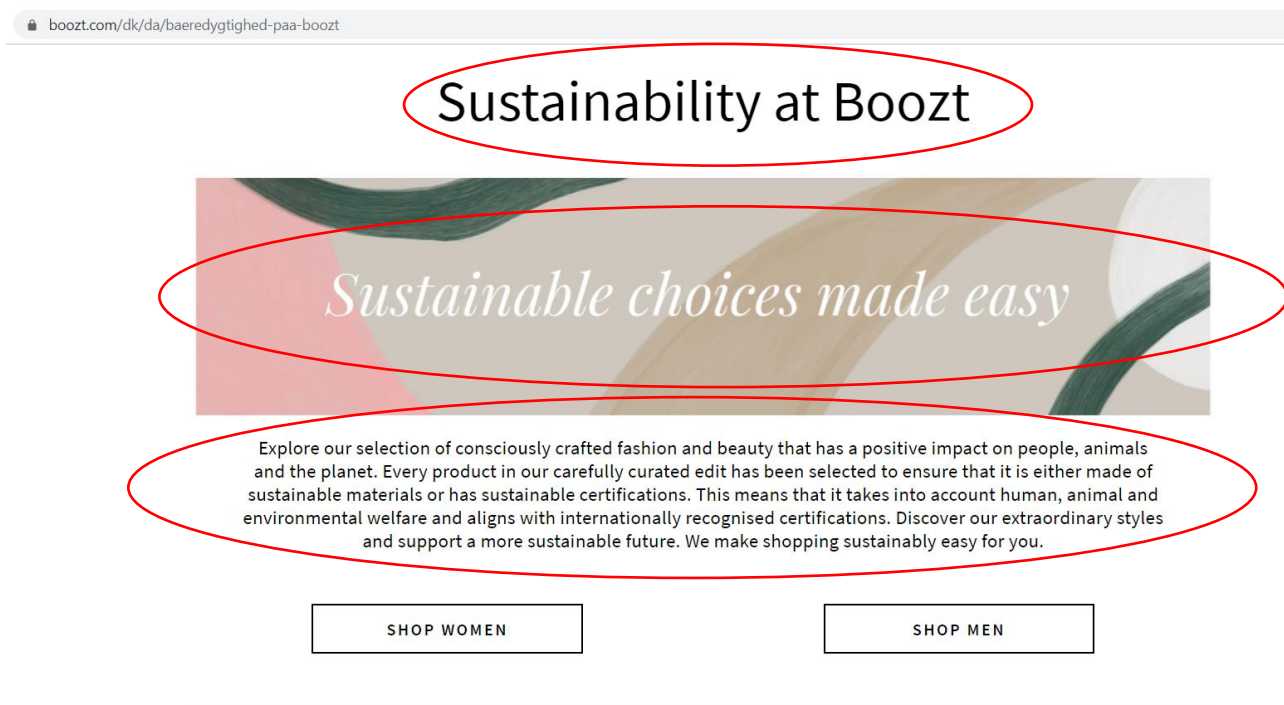 boozt.com/dk/da/baeredygtighed-paa-boozt
Sustainability at Boozt
Sustainable choices made easy
Explore our selection of consciously crafted fashion and beauty that has a positive impact on people, animals
and the planet. Every product in our carefully curated edit has been selected to ensure that it is either made of
sustainable materials or has sustainable certifications. This means that it takes into account human, animal and
environmental welfare and aligns with internationally recognised certifications. Discover our extraordinary styles
and support a more sustainable future. We make shopping sustainably easy for you.
SHOP WOMEN
SHOP MEN